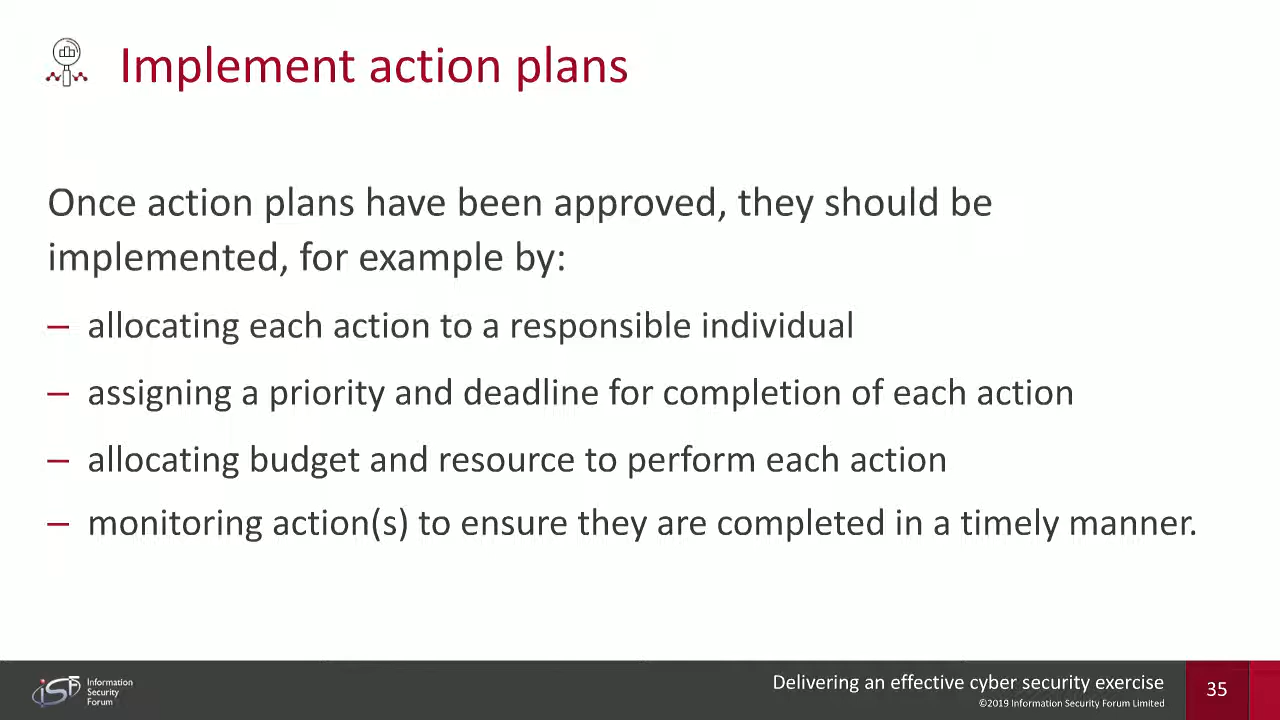 Implement action plans
Once action plans have been approved, they should be
implemented, for example by:
– allocating each action to a responsible individual
– assigning a priority and deadline for completion of each action
– allocating budget and resource to perform each action
– monitoring action(s) to ensure they are completed in a timely manner.
iSF
Information
Security
Forum
Delivering an effective cyber security exercise
©2019 Information Security Forum Limited
35